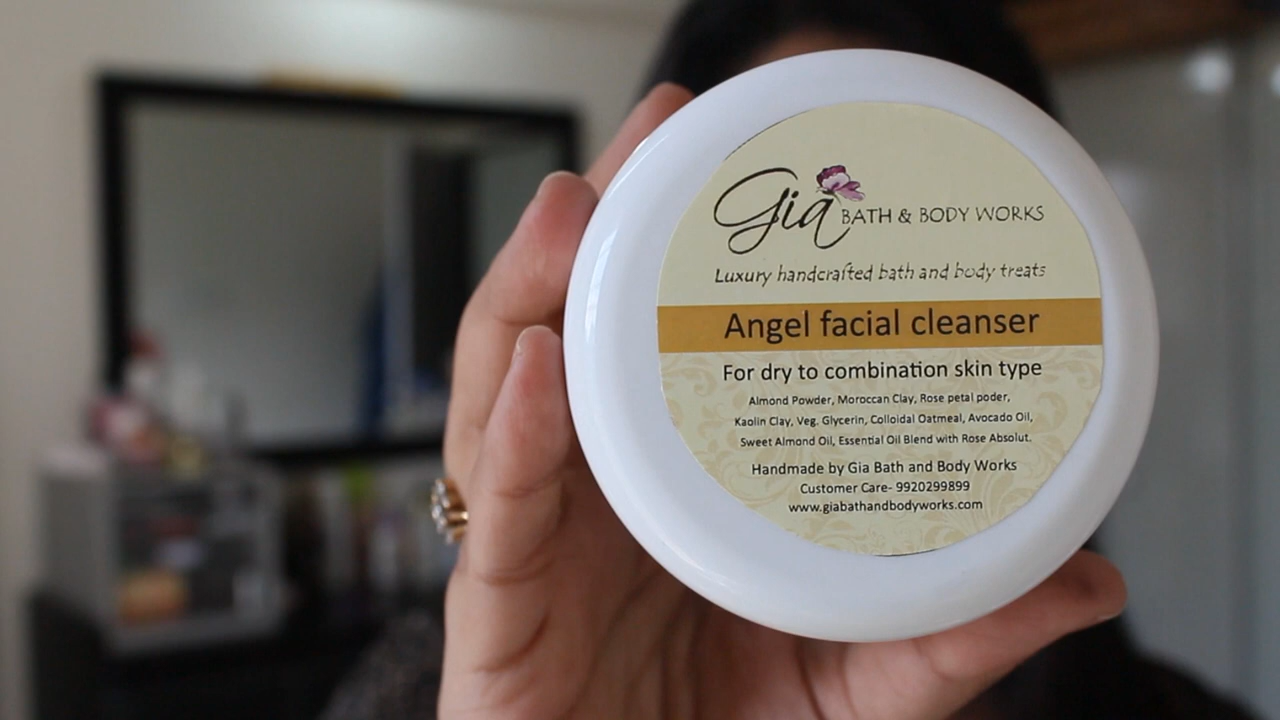 Gia BATH & BODY WORKS
Luxury handcrafted bath and body treats
Angel facial cleanser
For dry to combination skin type
Almond Powder, Moroccan Clay, Rose petal poder,
Kaolin Clay, Veg. Glycerin, Colloidal Oatmeal, Avocado Oil,
Sweet Almond Oil, Essential Oil Blend with Rose Absolut.
Handmade by Gia Bath and Body Works
Customer Care- 9920299899
www.giabathandbodyworks.com